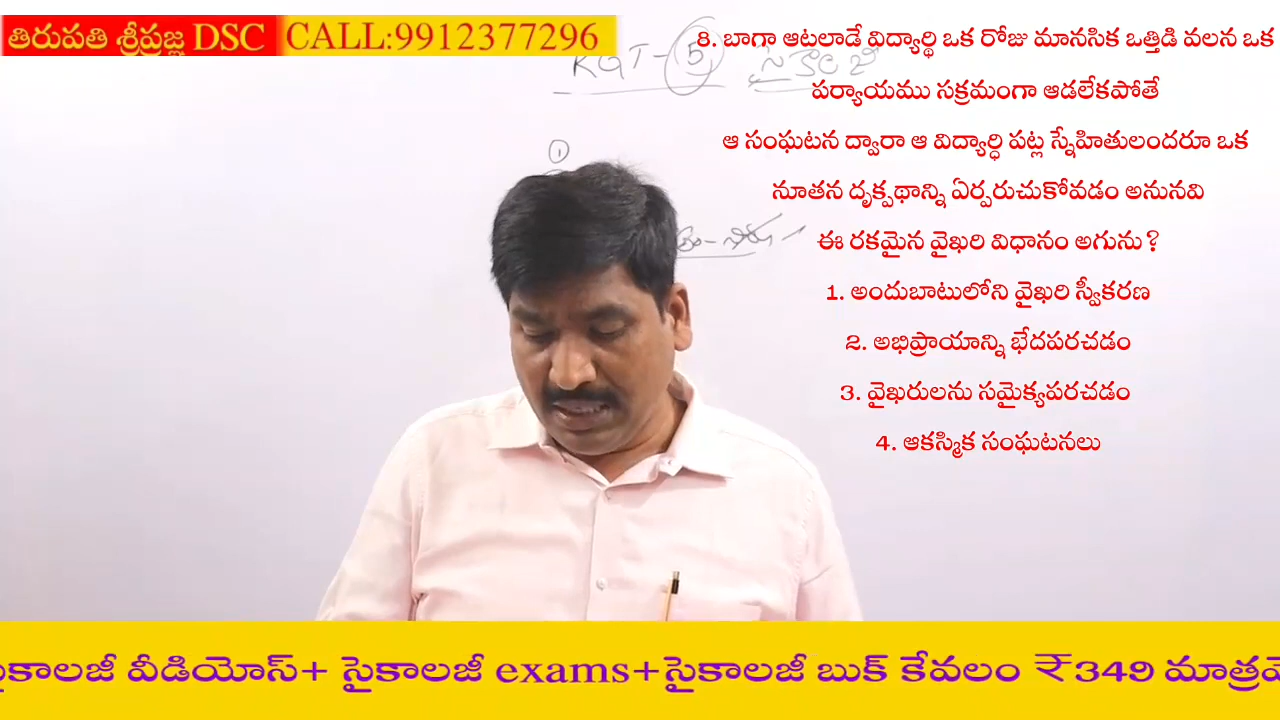 తిరుపతి శ్రీప్రజ్ఞ DSC CALL:9912377296
KGT-5
8. బాగా ఆటలాడే విద్యార్థి ఒక రోజు మానసిక ఒత్తిడి వలన ఒక
పర్యాయము సక్రమంగా ఆడలేకపోతే
ఆ సంఘటన ద్వారా ఆ విద్యార్థి పట్ల స్నేహితులందరూ ఒక
నూతన దృక్పథాన్ని ఏర్పరుచుకోవడం అనునవి
ఈ రకమైన వైఖరి విధానం అగును?
1. అందుబాటులోని వైఖరి స్వీకరణ
2. అభిప్రాయాన్ని భేదపరచడం
3. వైఖరులను సమైక్యపరచడం
4. ఆకస్మిక సంఘటనలు
1
సైకాలజీ వీడియోస్+ సైకాలజీ exams+సైకాలజీ బుక్ కేవలం ₹349